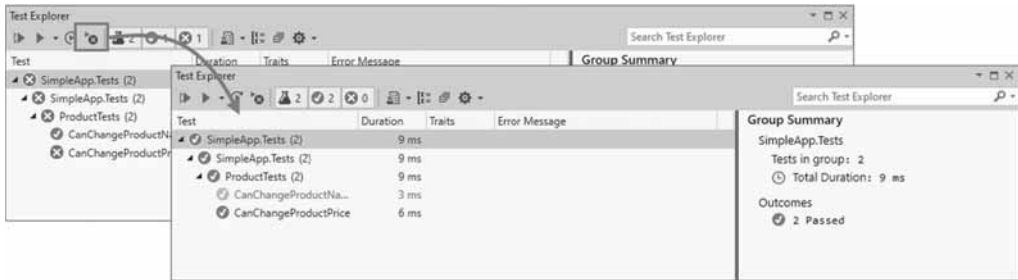 Test Explorer
2 1
Search Test Explorer
Test Duration Traits Error Message
Group Summary
SimpleApp.Tests (2)
SimpleApp.Tests (2)
ProductTests (2)
CanChangeProductN
CanChangeProductPr
Test Explorer
2 2 0
Search Test Explorer
Test Duration Traits Error Message
SimpleApp.Tests (2) 9 ms
SimpleApp.Tests (2) 9 ms
ProductTests (2) 9 ms
CanChangeProductNa... 3 ms
CanChangeProductPrice 6 ms
Group Summary
SimpleApp.Tests
Tests in group: 2
Total Duration: 9 ms
Outcomes
2 Passed